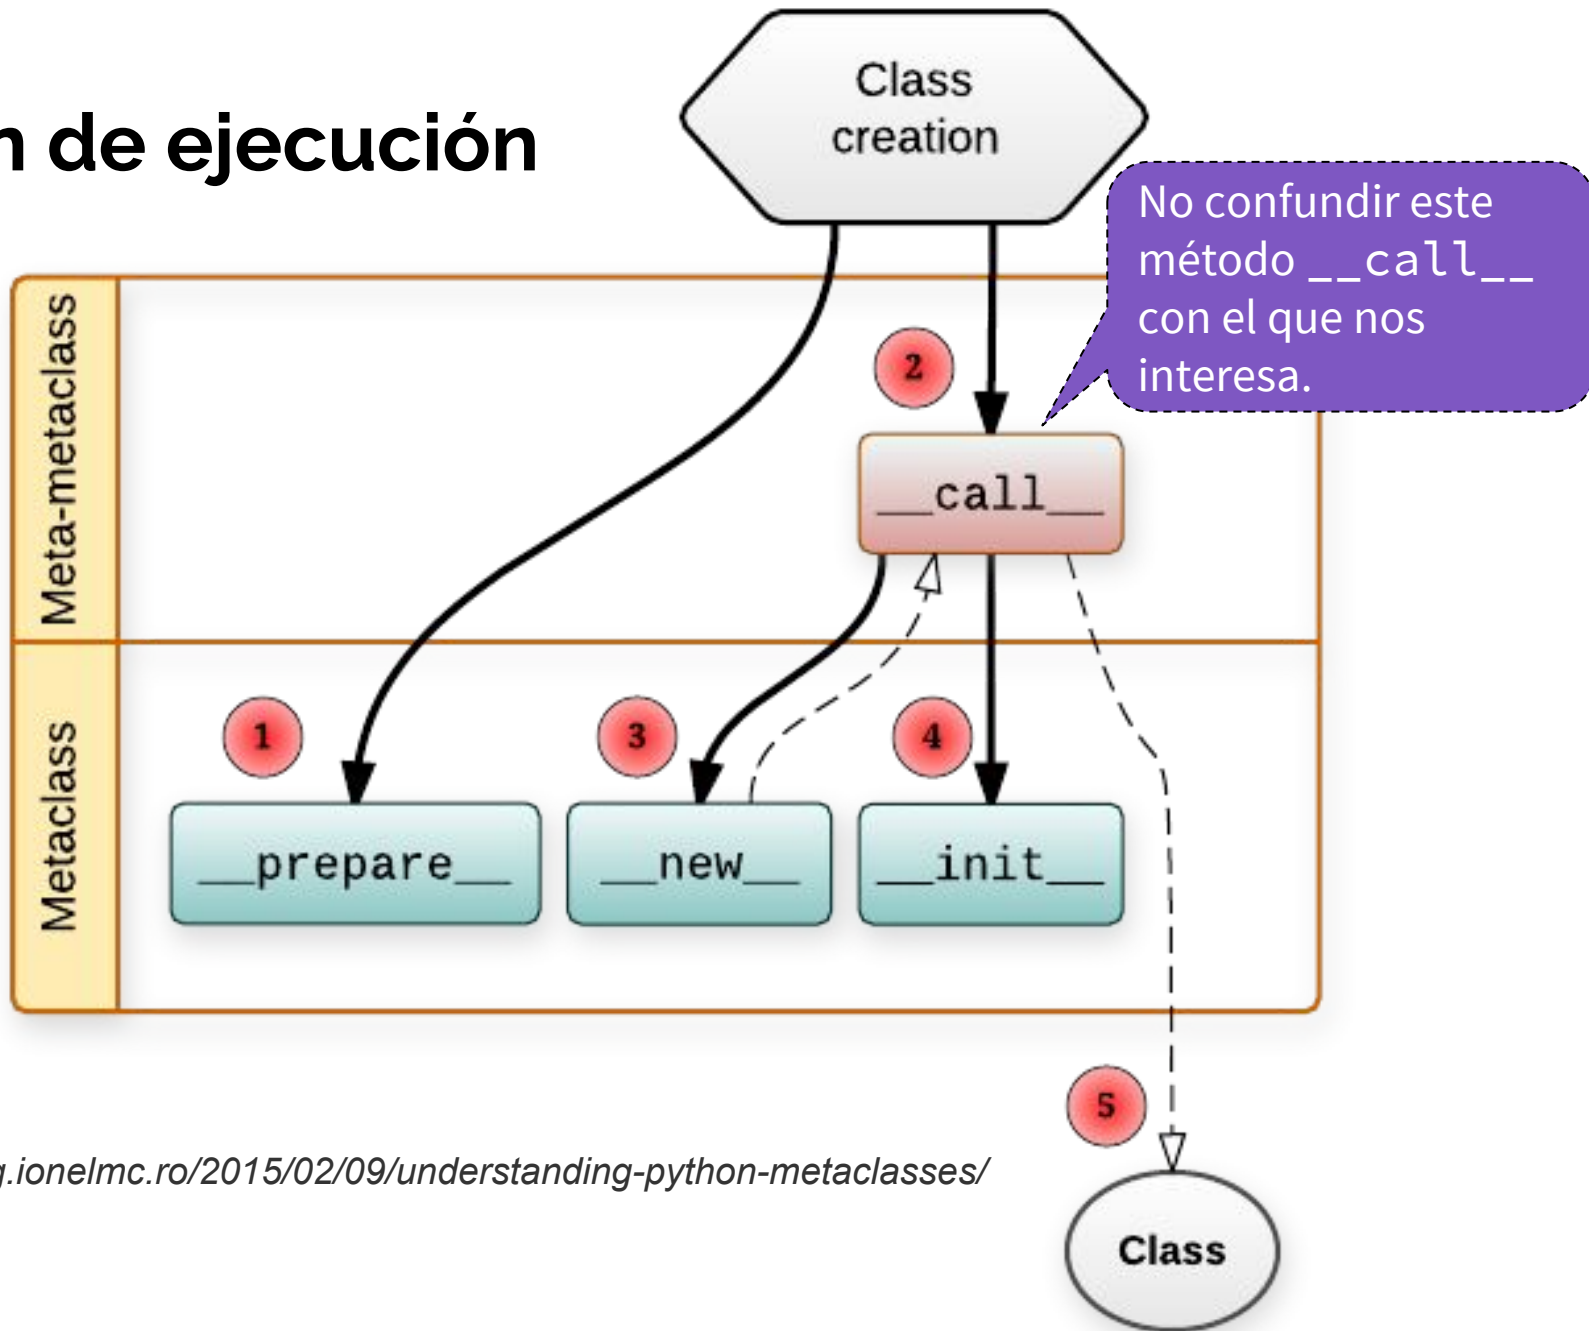 Class
creation
n de ejecución
No confundir este
método __call__
con el que nos
interesa.
Meta-metaclass
2
__call__
Metaclass
1
3
4
__prepare__
__new__
__init__
5
g.ionelmc.ro/2015/02/09/understanding-python-metaclasses/
Class